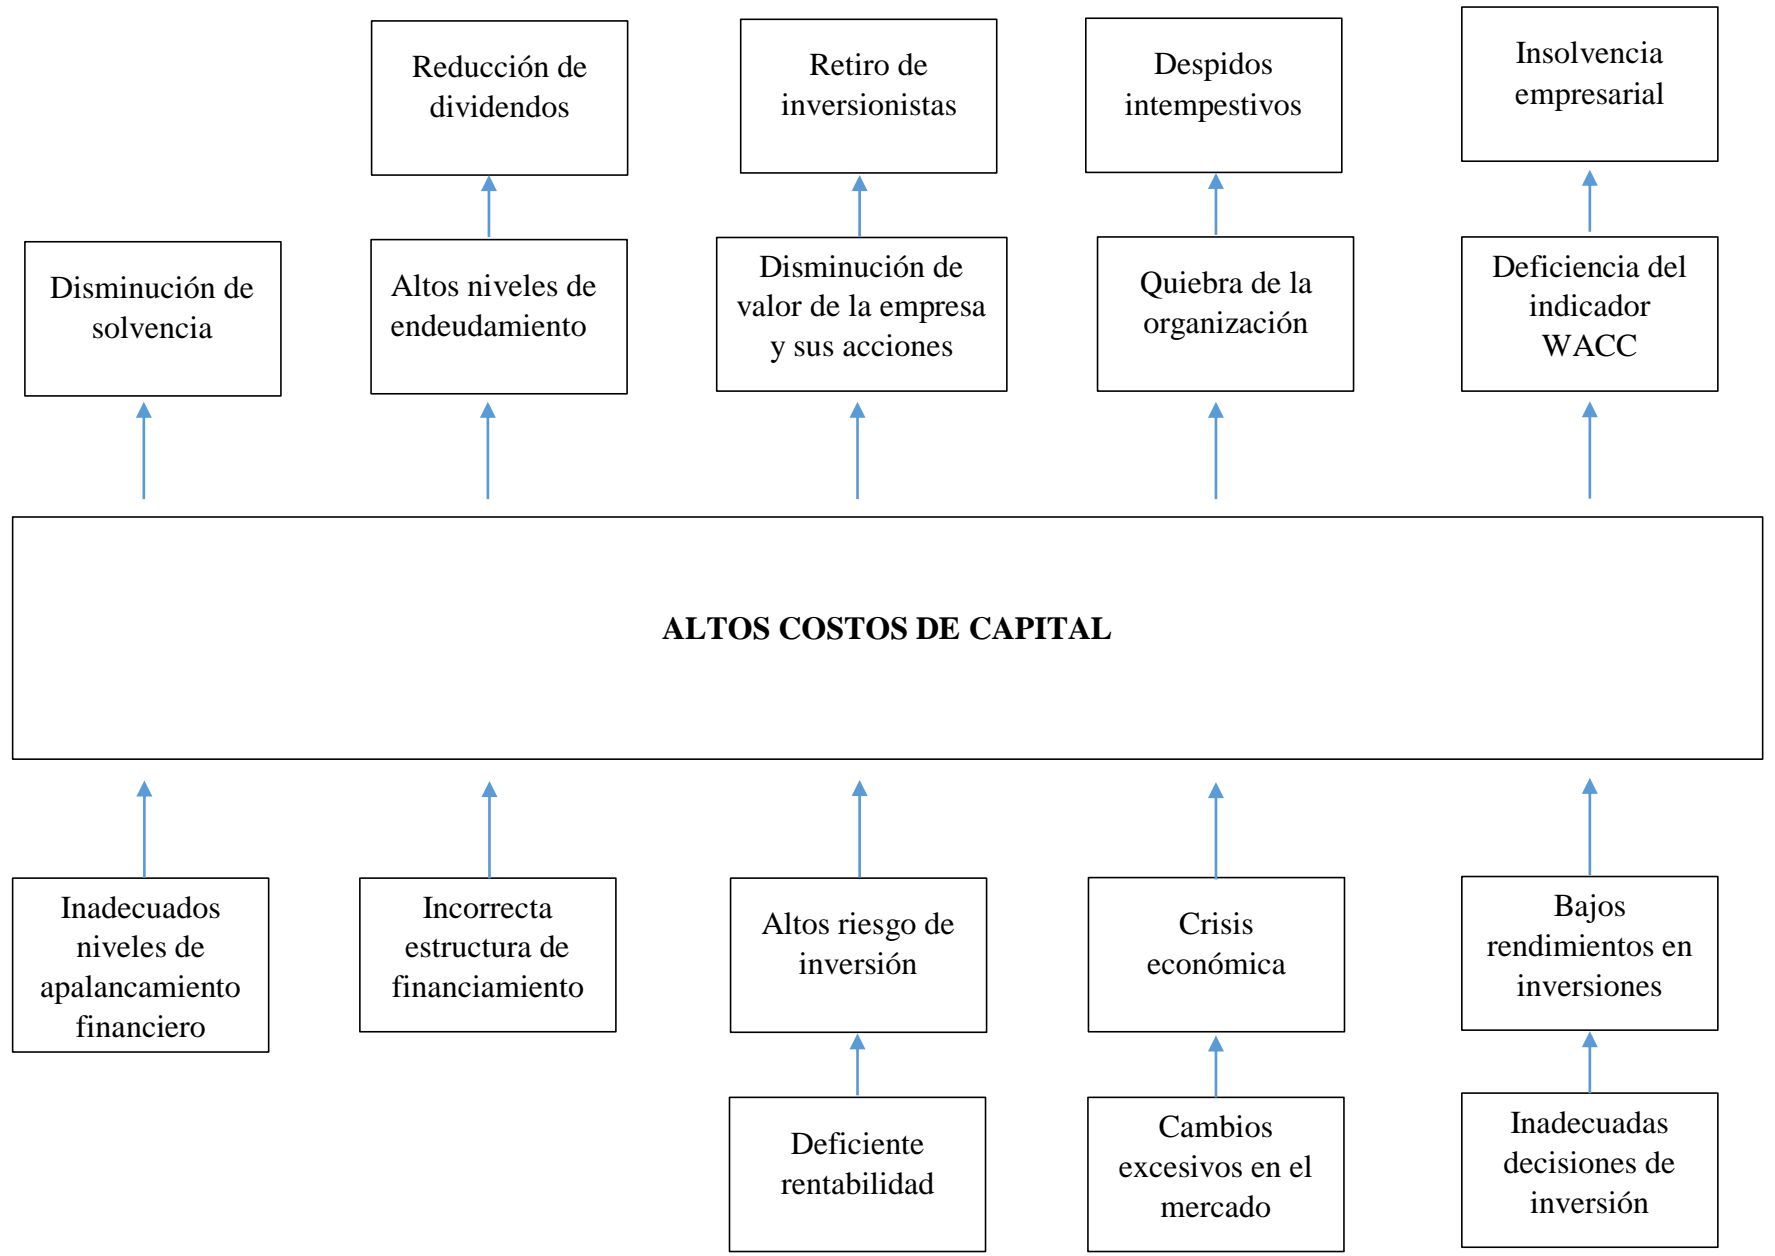 Reducción de
dividendos
Retiro de
inversionistas
Despidos
intempestivos
Insolvencia
empresarial
Disminución de
solvencia
Altos niveles de
endeudamiento
Disminución de
valor de la empresa
y sus acciones
Quiebra de la
organización
Deficiencia del
indicador
WACC
ALTOS COSTOS DE CAPITAL
Inadecuados
niveles de
apalancamiento
financiero
Incorrecta
estructura de
financiamiento
Altos riesgo de
inversión
Crisis
económica
Bajos
rendimientos en
inversiones
Deficiente
rentabilidad
Cambios
excesivos en el
mercado
Inadecuadas
decisiones de
inversión